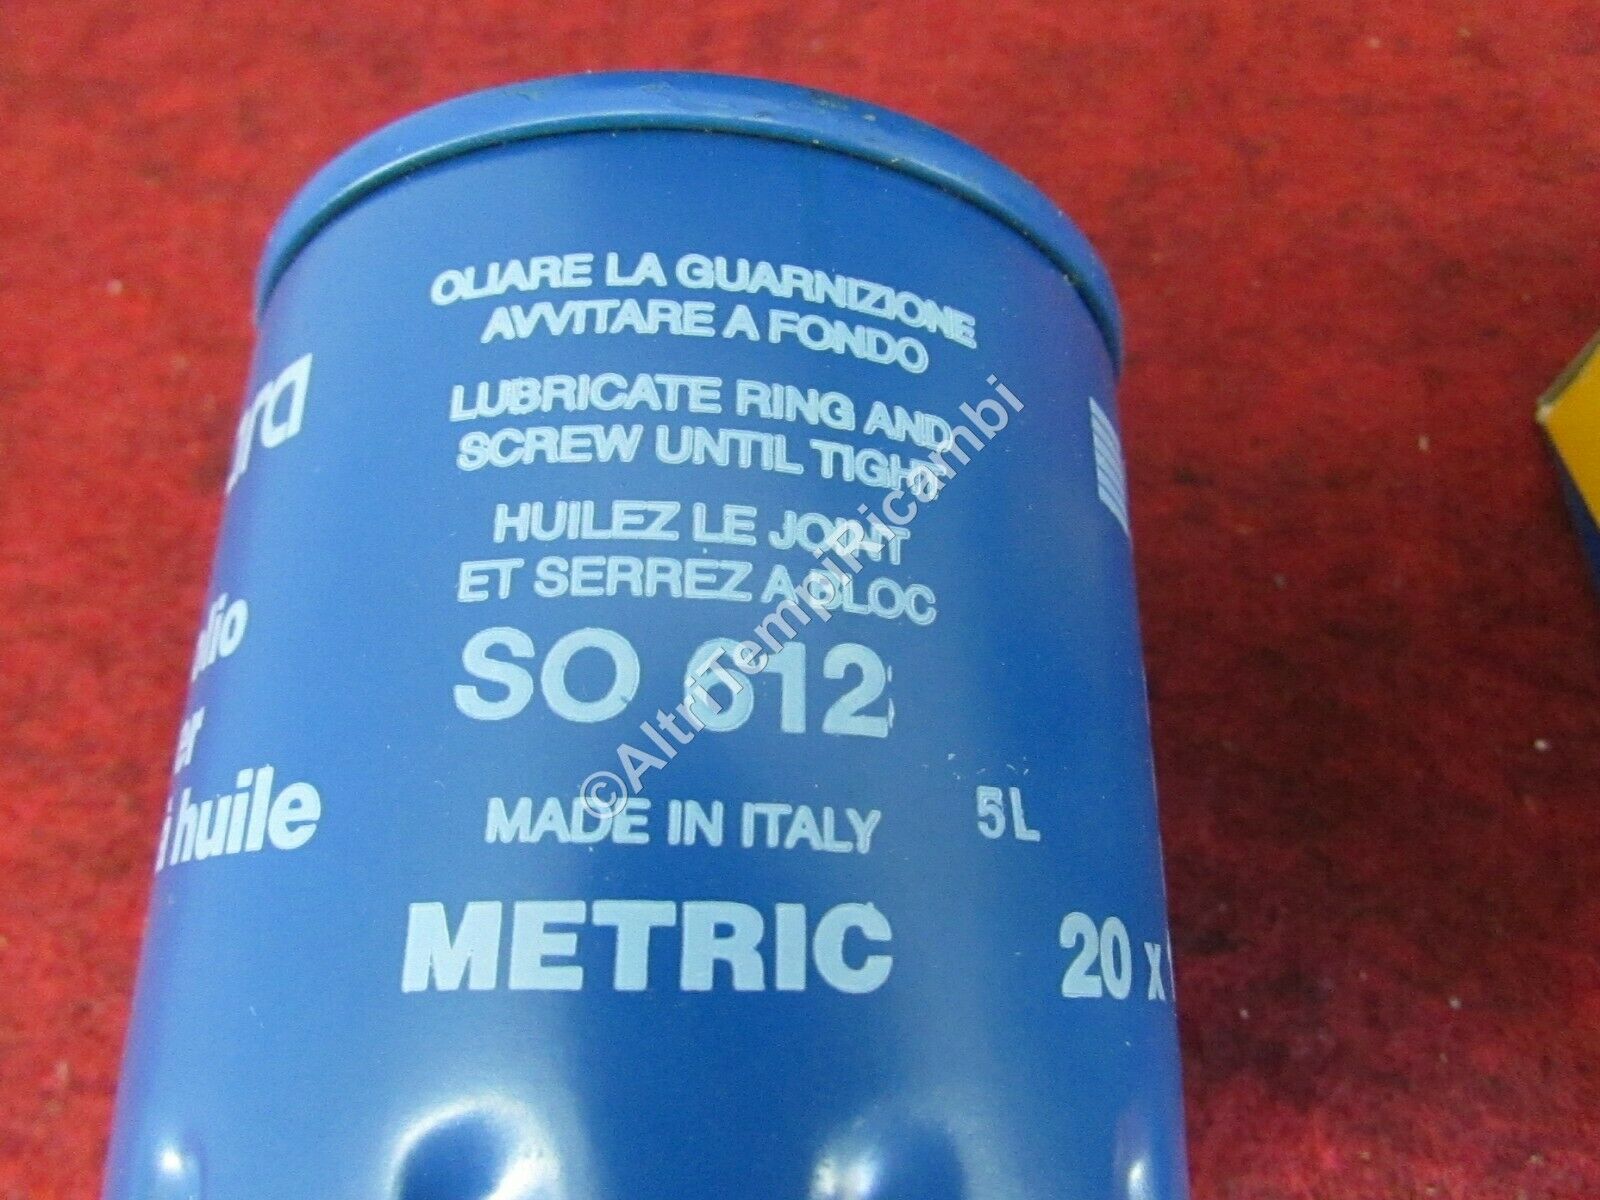 OLIARE LA GUARNIZIONE
AVVITARE A FONDO
LUBRICATE RING AND
SCREW UNTIL TIGHT
HUILEZ LE JOINT
ET SERREZ A BLOC
SO 612
MADE IN ITALY
5L
METRIC
20 x
huile
©AltriTempiRicambi